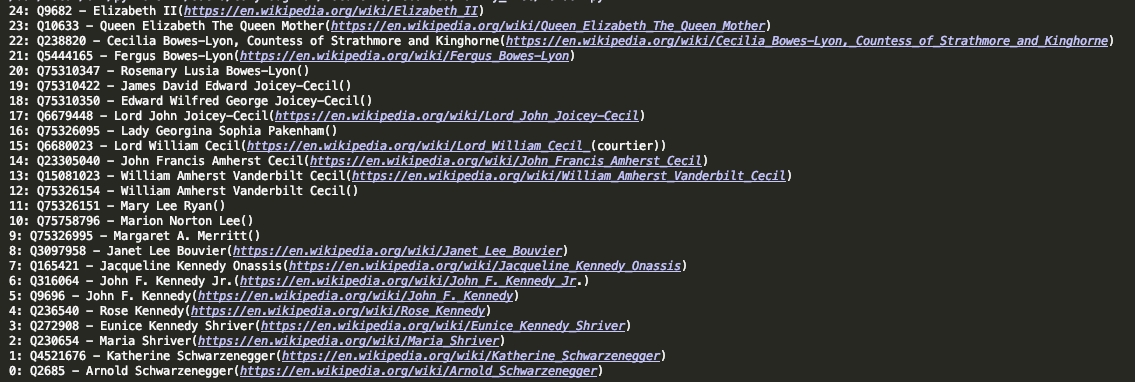 24: Q9682 - Elizabeth II(https://en.wikipedia.org/wiki/Elizabeth_II)
23: Q10633 - Queen Elizabeth The Queen Mother(https://en.wikipedia.org/wiki/Queen_Elizabeth_The_Queen_Mother)
22: Q238820 - Cecilia Bowes-Lyon, Countess of Strathmore and Kinghorne(https://en.wikipedia.org/wiki/Cecilia_Bowes-Lyon,_Countess_of_Strathmore_and_Kinghorne)
21: Q5444165 - Fergus Bowes-Lyon(https://en.wikipedia.org/wiki/Fergus_Bowes-Lyon)
20: Q75310347 - Rosemary Lusia Bowes-Lyon()
19: Q75310422 - James David Edward Joicey-Cecil()
18: Q75310350 - Edward Wilfred George Joicey-Cecil()
17: Q6679448 - Lord John Joicey-Cecil(https://en.wikipedia.org/wiki/Lord_John_Joicey-Cecil)
16: Q75326095 - Lady Georgina Sophia Pakenham()
15: Q6680023 - Lord William Cecil(https://en.wikipedia.org/wiki/Lord_William_Cecil_(courtier))
14: Q23305040 - John Francis Amherst Cecil(https://en.wikipedia.org/wiki/John_Francis_Amherst_Cecil)
13: Q15081023 - William Amherst Vanderbilt Cecil(https://en.wikipedia.org/wiki/William_Amherst_Vanderbilt_Cecil)
12: Q75326154 - William Amherst Vanderbilt Cecil()
11: Q75326151 - Mary Lee Ryan()
10: Q75758796 - Marion Norton Lee()
9: Q75326995 - Margaret A. Merritt()
8: Q3097958 - Janet Lee Bouvier(https://en.wikipedia.org/wiki/Janet_Lee_Bouvier)
7: Q165421 - Jacqueline Kennedy Onassis(https://en.wikipedia.org/wiki/Jacqueline_Kennedy_Onassis)
6: Q316064 - John F. Kennedy Jr.(https://en.wikipedia.org/wiki/John_F._Kennedy_Jr.)
5: Q9696 - John F. Kennedy(https://en.wikipedia.org/wiki/John_F._Kennedy)
4: Q236540 - Rose Kennedy(https://en.wikipedia.org/wiki/Rose_Kennedy)
3: Q272908 - Eunice Kennedy Shriver(https://en.wikipedia.org/wiki/Eunice_Kennedy_Shriver)
2: Q230654 - Maria Shriver(https://en.wikipedia.org/wiki/Maria_Shriver)
1: Q4521676 - Katherine Schwarzenegger(https://en.wikipedia.org/wiki/Katherine_Schwarzenegger)
0: Q2685 - Arnold Schwarzenegger(https://en.wikipedia.org/wiki/Arnold_Schwarzenegger)